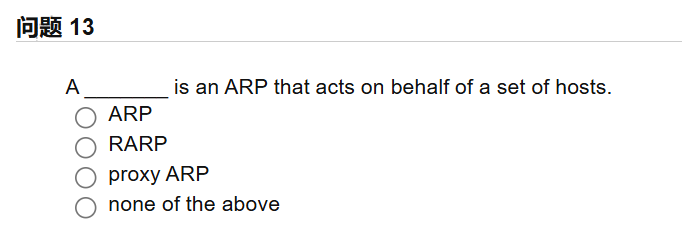 问题 13
A _______ is an ARP that acts on behalf of a set of hosts.
ARP
RARP
proxy ARP
none of the above